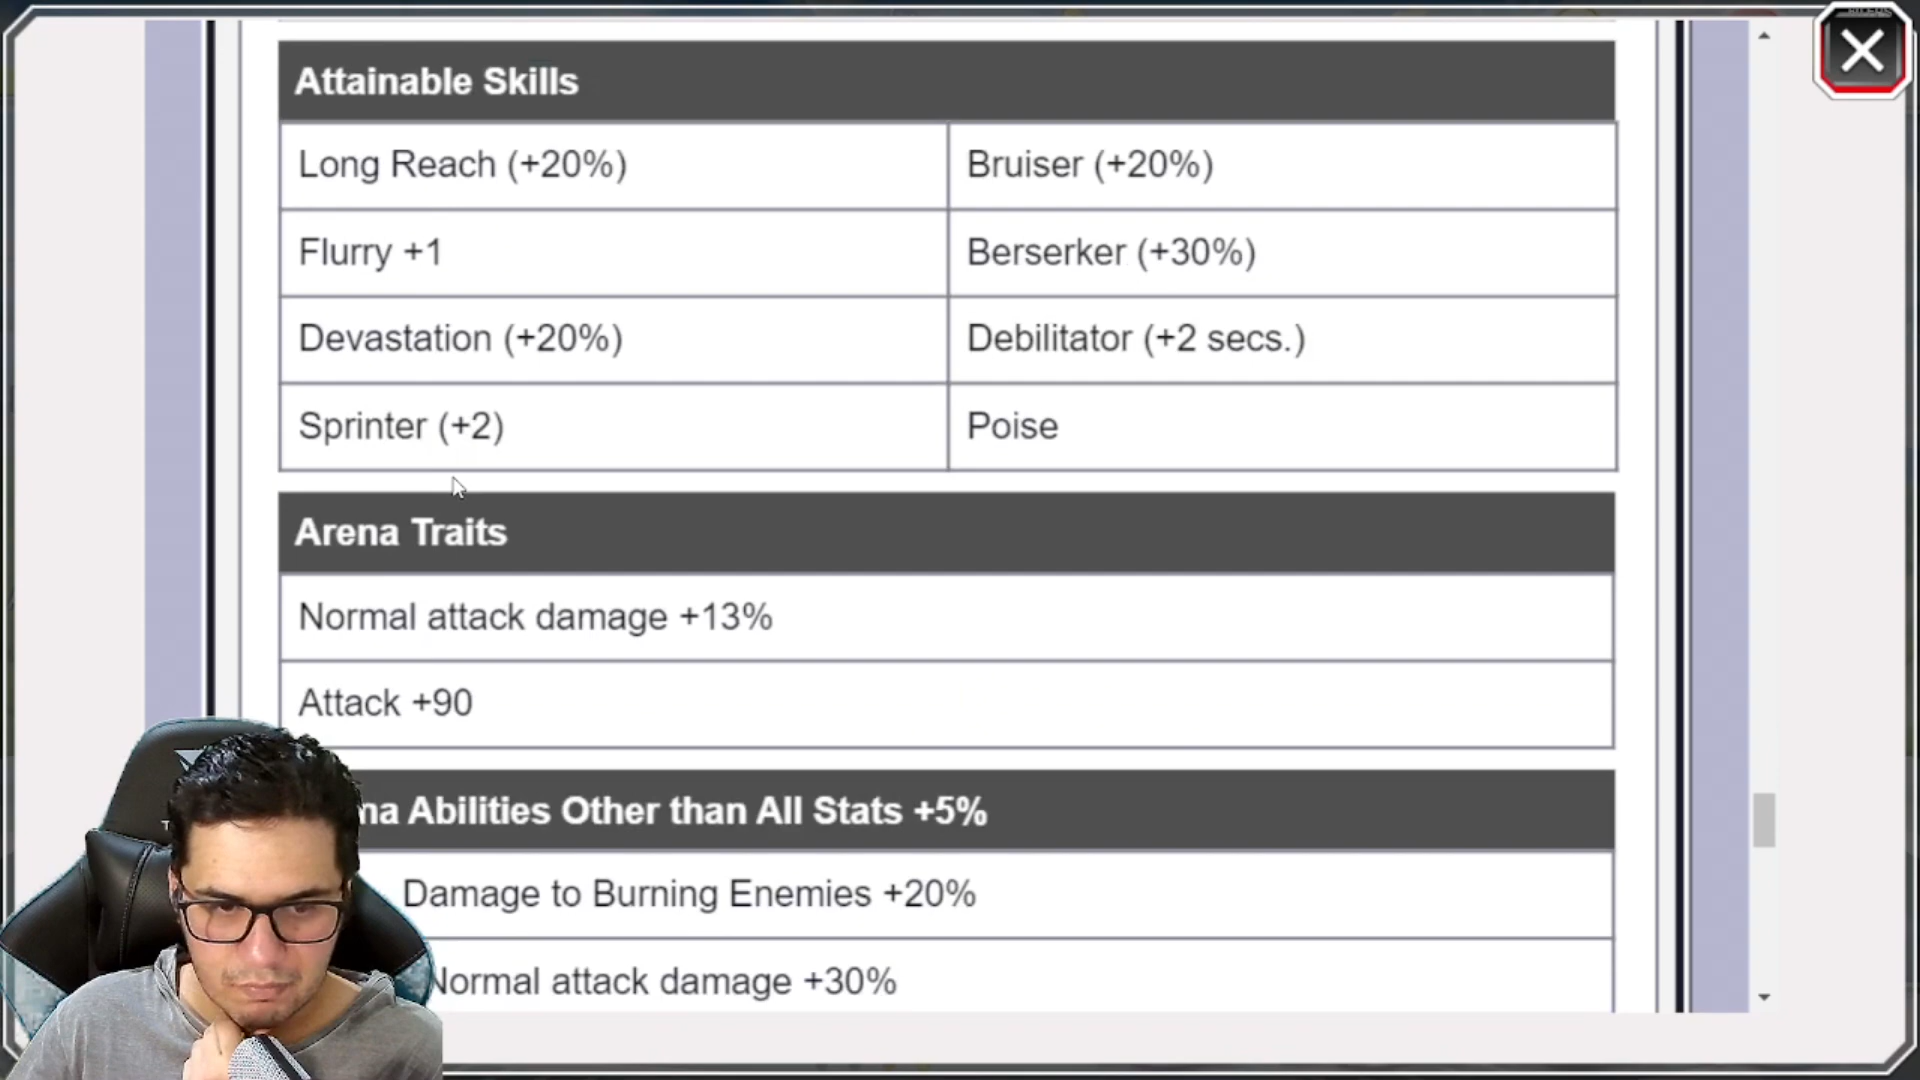 Attainable Skills
Long Reach (+20%)
Bruiser (+20%)
Flurry +1
Berserker (+30%)
Devastation (+20%)
Debilitator (+2 secs.)
Sprinter (+2)
Poise
Arena Traits
Normal attack damage +13%
Attack +90
Abilities Other than All Stats +5%
Damage to Burning Enemies +20%
Normal attack damage +30%